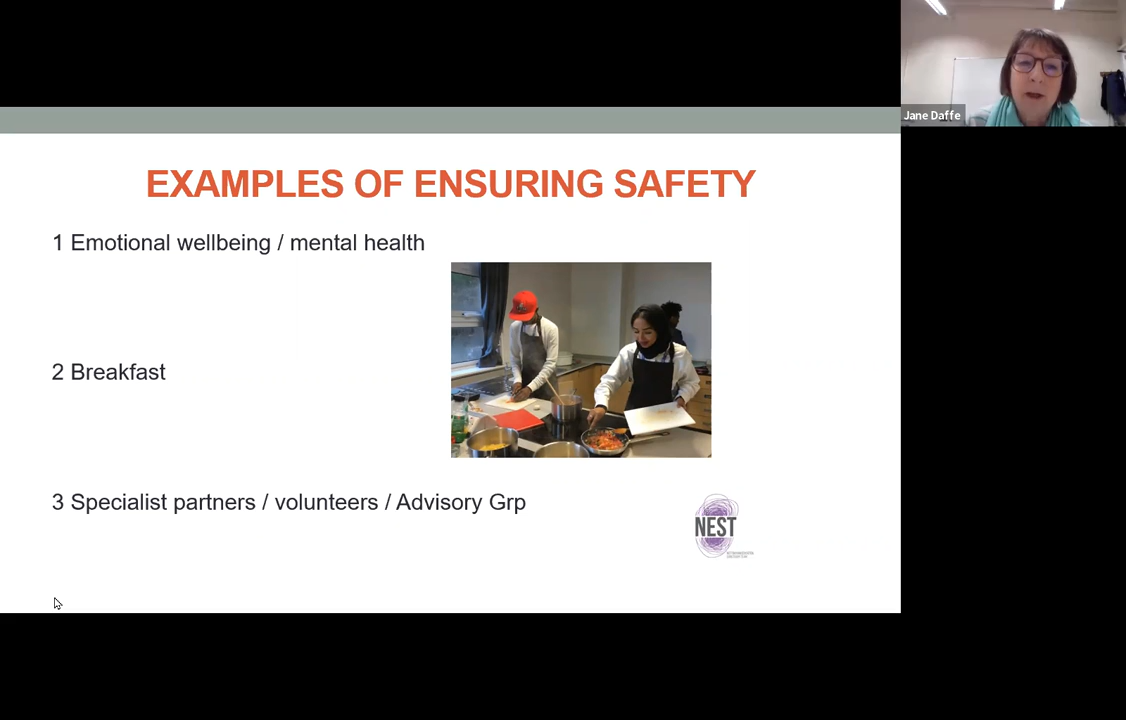 Jane Daffe
EXAMPLES OF ENSURING SAFETY
1 Emotional wellbeing / mental health
2 Breakfast
3 Specialist partners / volunteers / Advisory Grp
NEST